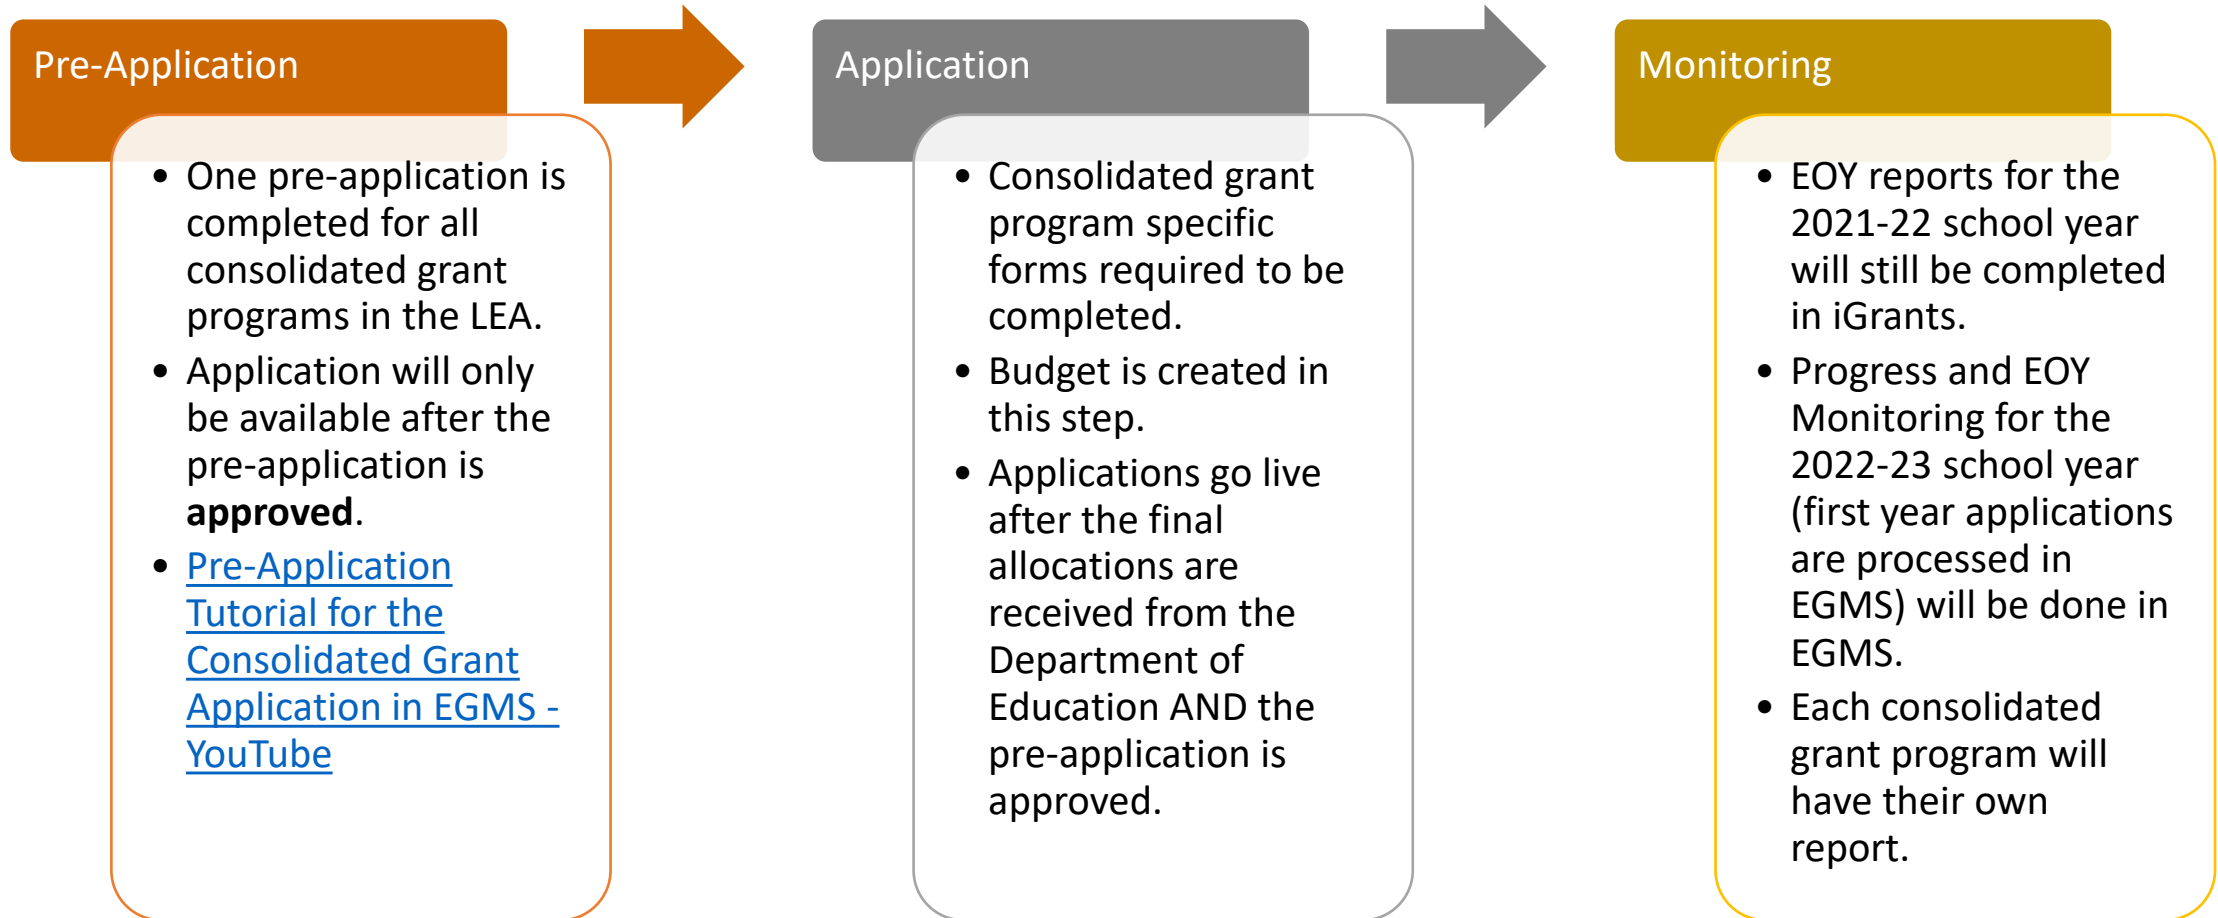 Pre-Application
• One pre-application is
completed for all
consolidated grant
programs in the LEA.
• Application will only
be available after the
pre-application is
approved.
• Pre-Application
Tutorial for the
Consolidated Grant
Application in EGMS -
YouTube
Application
• Consolidated grant
program specific
forms required to be
completed.
• Budget is created in
this step.
• Applications go live
after the final
allocations are
received from the
Department of
Education AND the
pre-application is
approved.
Monitoring
• EOY reports for the
2021-22 school year
will still be completed
in iGrants.
• Progress and EOY
Monitoring for the
2022-23 school year
(first year applications
are processed in
EGMS) will be done in
EGMS.
• Each consolidated
grant program will
have their own
report.